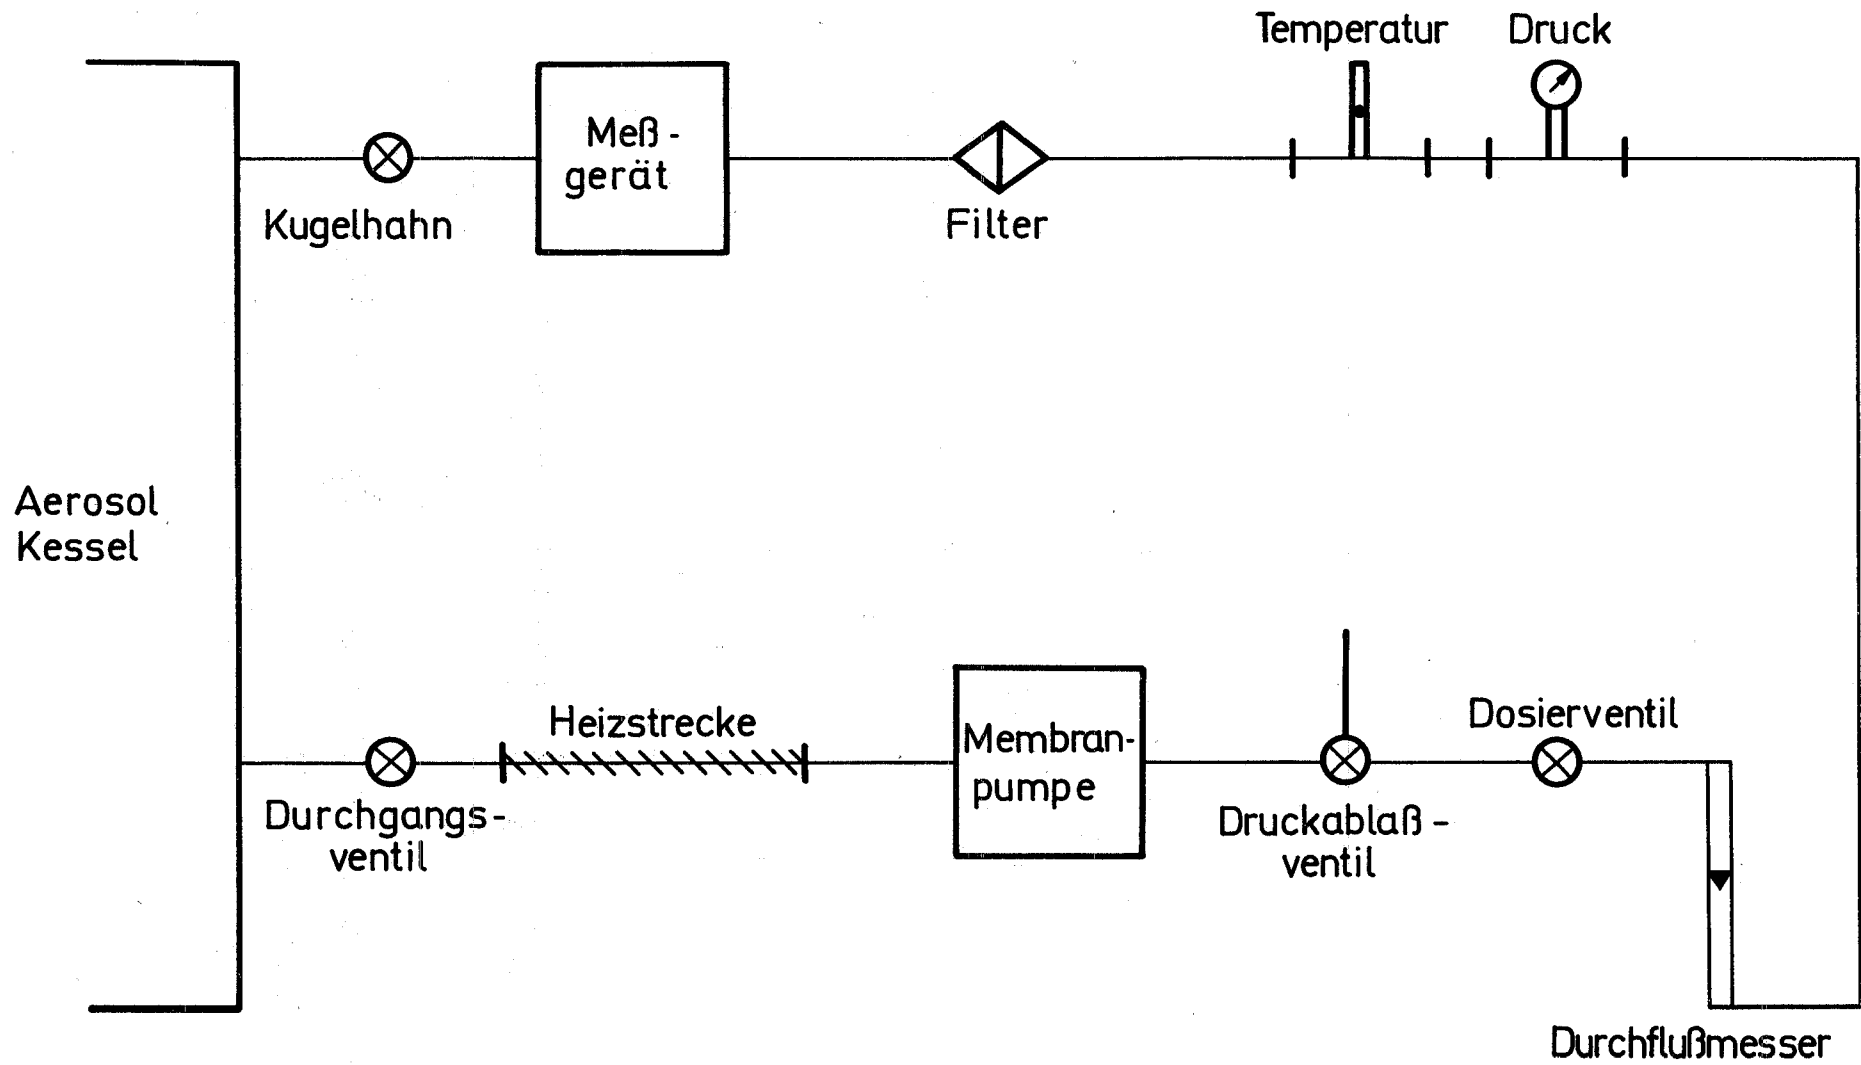 Temperatur
Druck
Meß-
gerät
Kugelhahn
Filter
Aerosol
Kessel
Heizstrecke
Membran-
pumpe
Dosierventil
Durchgangs-
ventil
Druckablaß-
ventil
Durchflußmesser